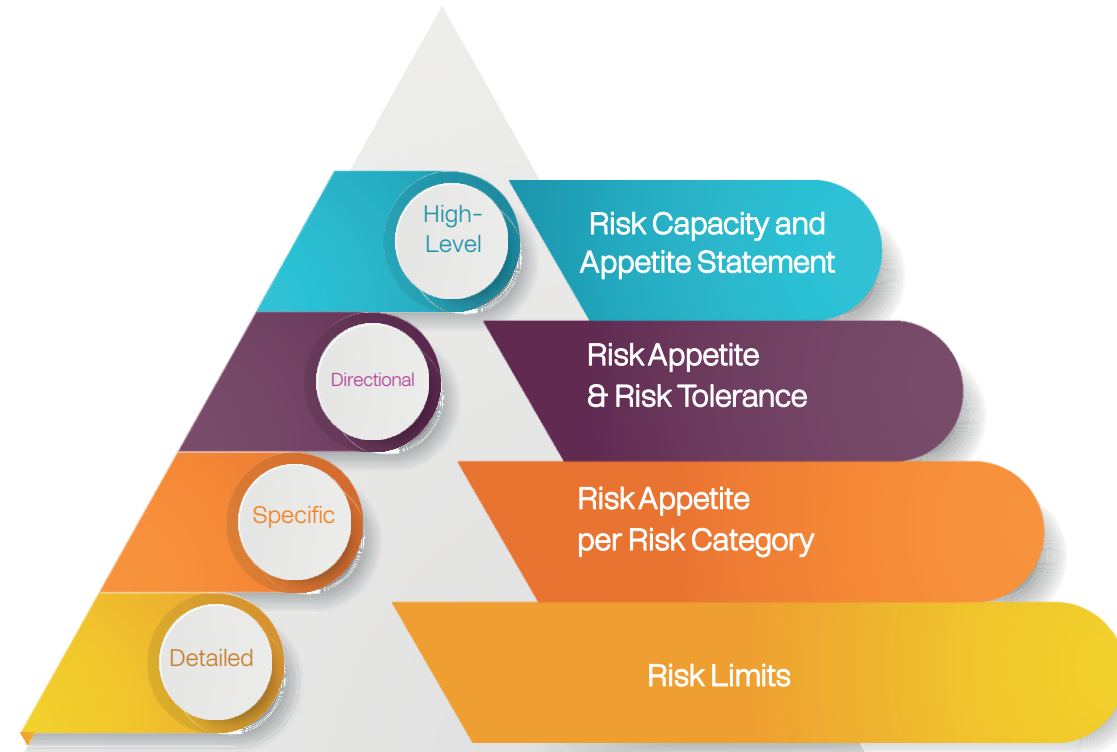 High-
Level
Risk Capacity and
Appetite Statement
Directional
Risk Appetite
& Risk Tolerance
Specific
Risk Appetite
per Risk Category
Detailed
Risk Limits